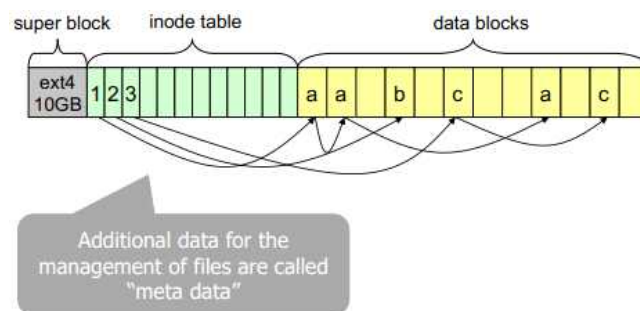 super block inode table data blocks
ext4
10GB
1 2 3 a a b c a c
Additional data for the
management of files are called
“meta data”